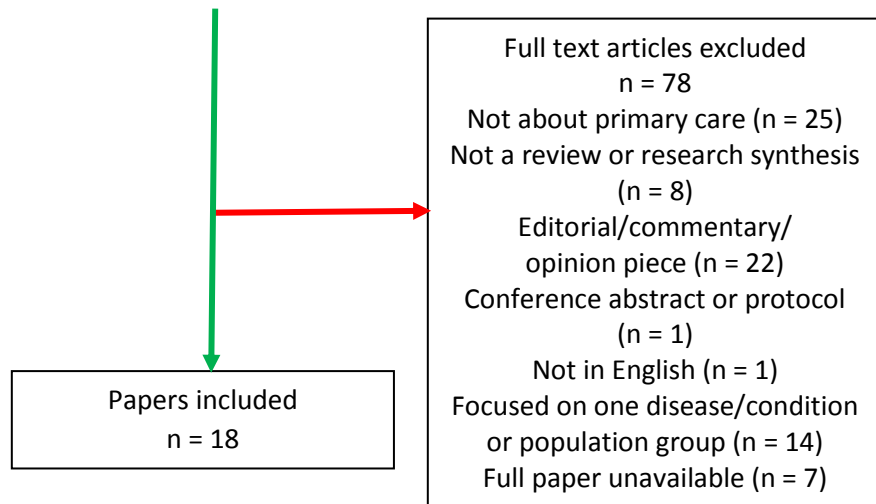 Full text articles excluded
n = 78
Not about primary care (n = 25)
Not a review or research synthesis
(n = 8)
Editorial/commentary/
opinion piece (n = 22)
Conference abstract or protocol
(n = 1)
Not in English (n = 1)
Focused on one disease/condition
or population group (n = 14)
Full paper unavailable (n = 7)
Papers included
n = 18